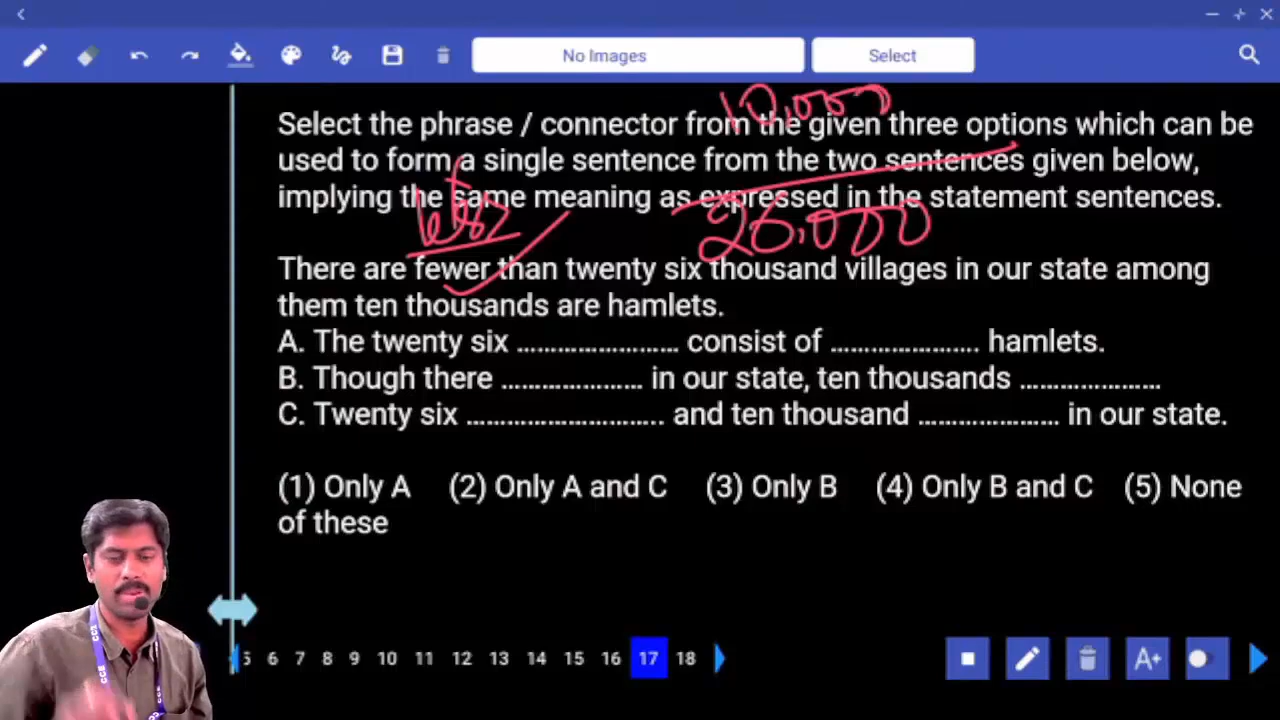 No Images
Select
10,000
Select the phrase / connector from the given three options which can be
used to form a single sentence from the two sentences given below,
implying the same meaning as expressed in the statement sentences.
26,000
There are fewer than twenty six thousand villages in our state among
them ten thousands are hamlets.
A. The twenty six ........................... consist of ........................ hamlets.
B. Though there ....................... in our state, ten thousands .......................
C. Twenty six .............................. and ten thousand ....................... in our state.
(1) Only A (2) Only A and C (3) Only B (4) Only B and C (5) None
of these
5 6 7 8 9 10 11 12 13 14 15 16 17 18
A+
CCE
CCE